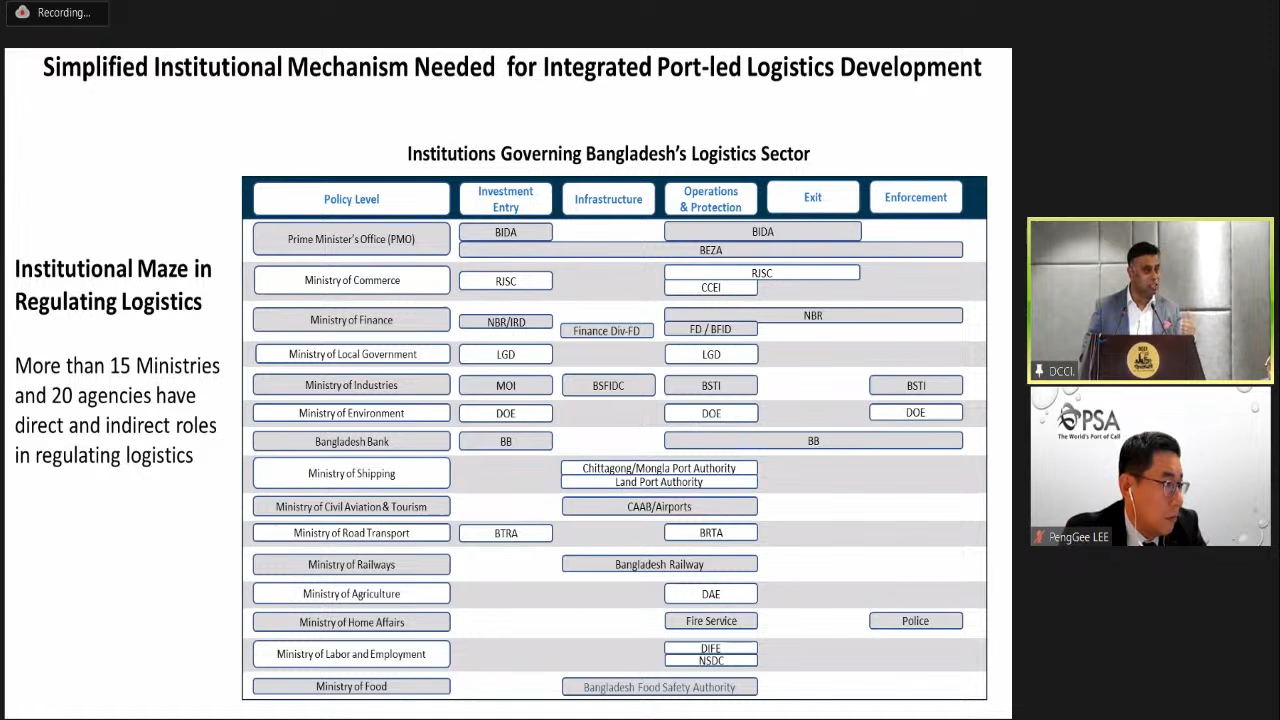 Recording...
Simplified Institutional Mechanism Needed for Integrated Port-led Logistics Development
Institutions Governing Bangladesh's Logistics Sector
Institutional Maze in
Regulating Logistics
More than 15 Ministries
and 20 agencies have
direct and indirect roles
in regulating logistics
Policy Level
Investment
Entry
Infrastructure
Operations
& Protection
Exit
Enforcement
Prime Minister's Office (PMO)
BIDA
BIDA
BEZA
Ministry of Commerce
RJSC
RJSC
CCEI
Ministry of Finance
NBR/IRD
Finance Div-FD
FD / BFID
NBR
Ministry of Local Government
LGD
LGD
Ministry of Industries
MOI
BSFIDC
BSTI
BSTI
Ministry of Environment
DOE
DOE
DOE
Bangladesh Bank
BB
BB
Ministry of Shipping
Chittagong/Mongla Port Authority
Land Port Authority
Ministry of Civil Aviation & Tourism
CAAB/Airports
Ministry of Road Transport
BTRA
BRTA
Ministry of Railways
Bangladesh Railway
Ministry of Agriculture
DAE
Ministry of Home Affairs
Fire Service
Police
Ministry of Labor and Employment
DIFE
NSDC
Ministry of Food
Bangladesh Food Safety Authority
DCCI
DCCI.
PSA
The World's Port of Call
PengGee LEE